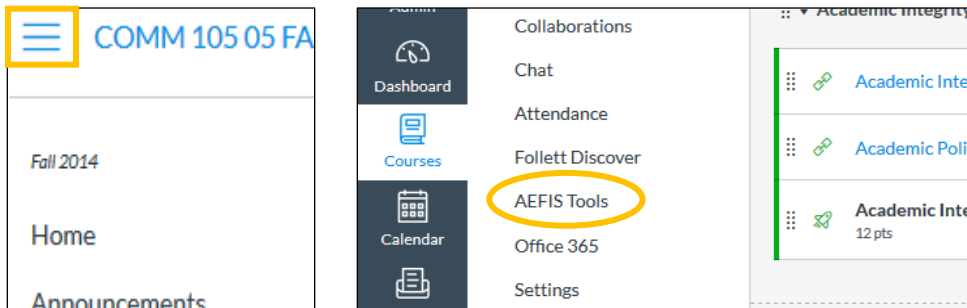 COMM 105 05 FA
Fall 2014
Home
Announcements
Admin
Dashboard
Courses
Calendar
Collaborations
Chat
Attendance
Follett Discover
AEFIS Tools
Office 365
Settings
Academic Integrity
Academic Inte
Academic Poli
Academic Inte
12 pts